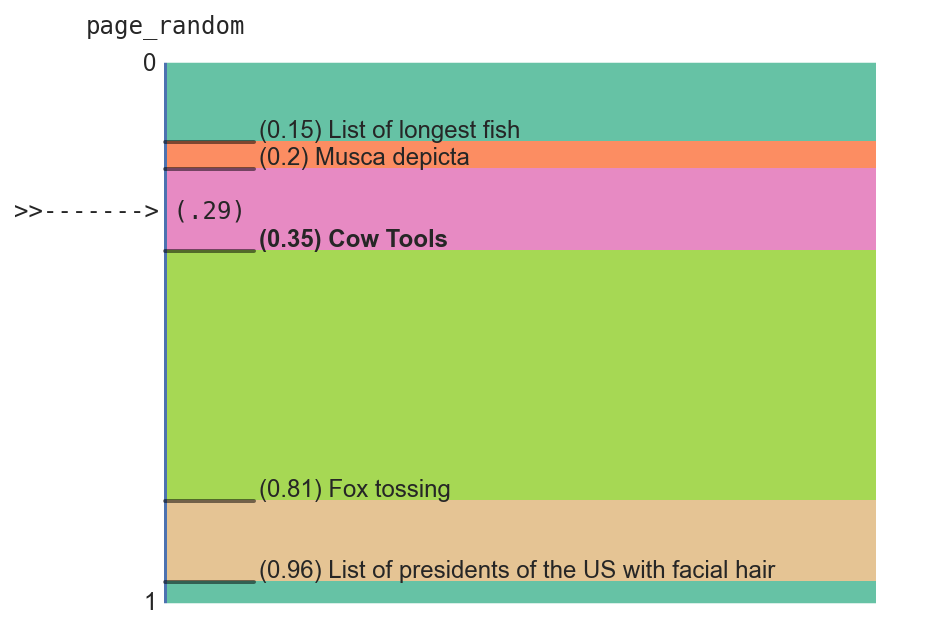 page_random
0
(0.15) List of longest fish
(0.2) Musca depicta
>>-------> (.29)
(0.35) Cow Tools
(0.81) Fox tossing
(0.96) List of presidents of the US with facial hair
1